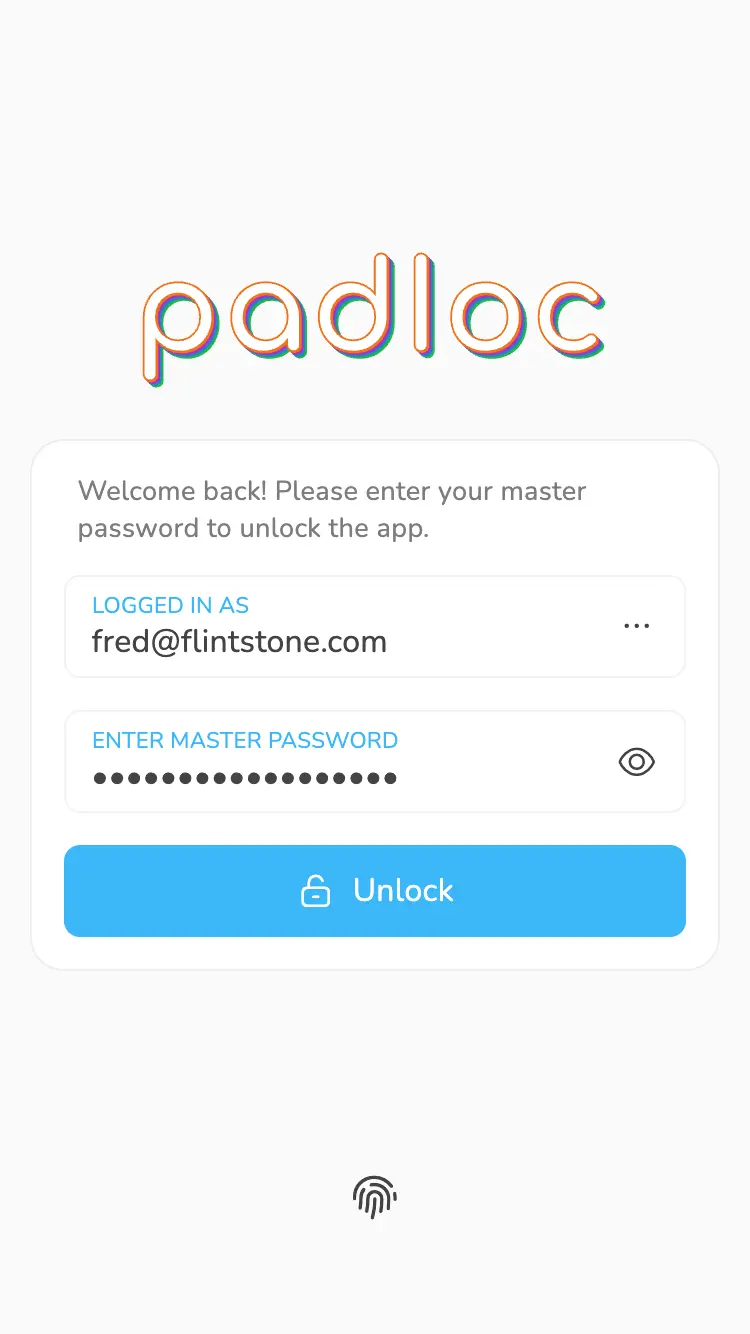 padloc
Welcome back! Please enter your master
password to unlock the app.
LOGGED IN AS
fred@flintstone.com
ENTER MASTER PASSWORD
●●●●●●●●●●●●●●●●●●
Unlock